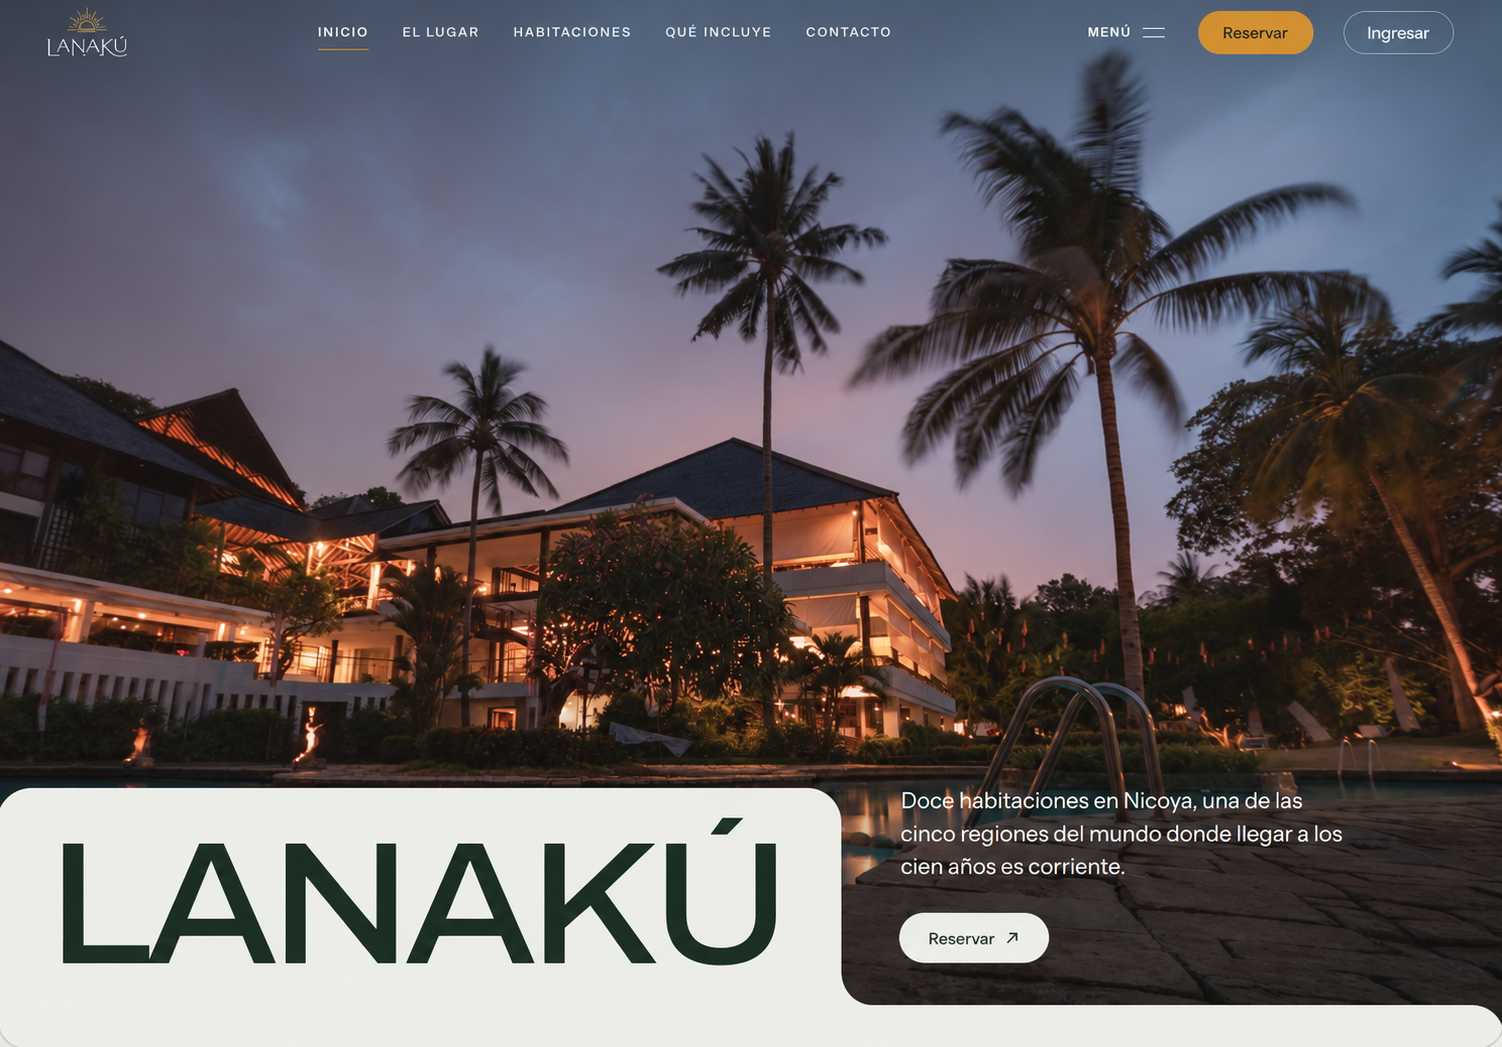 LANAKÚ
INICIO
EL LUGAR
HABITACIONES
QUÉ INCLUYE
CONTACTO
MENÚ
Reservar
Ingresar
LANAKÚ
Doce habitaciones en Nicoya, una de las
cinco regiones del mundo donde llegar a los
cien años es corriente.
Reservar